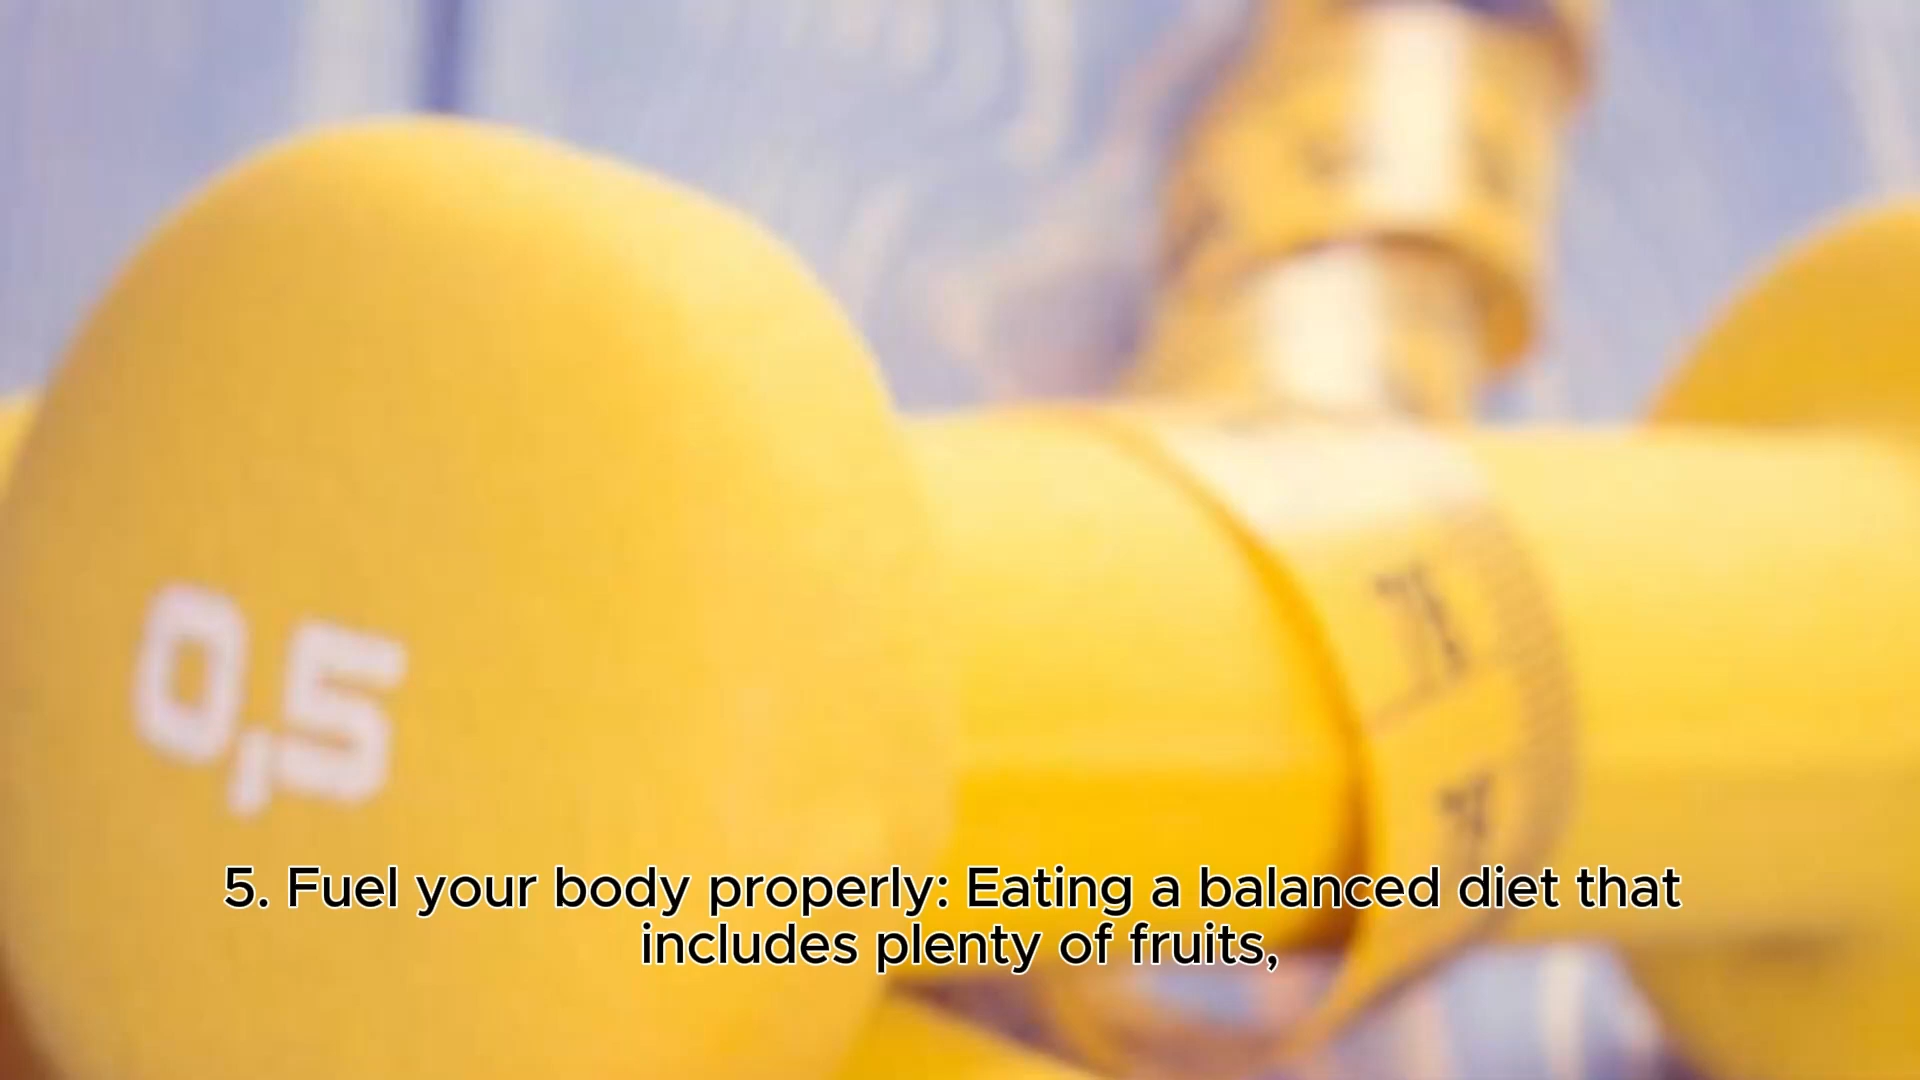 0,5
5. Fuel your body properly: Eating a balanced diet that
includes plenty of fruits,